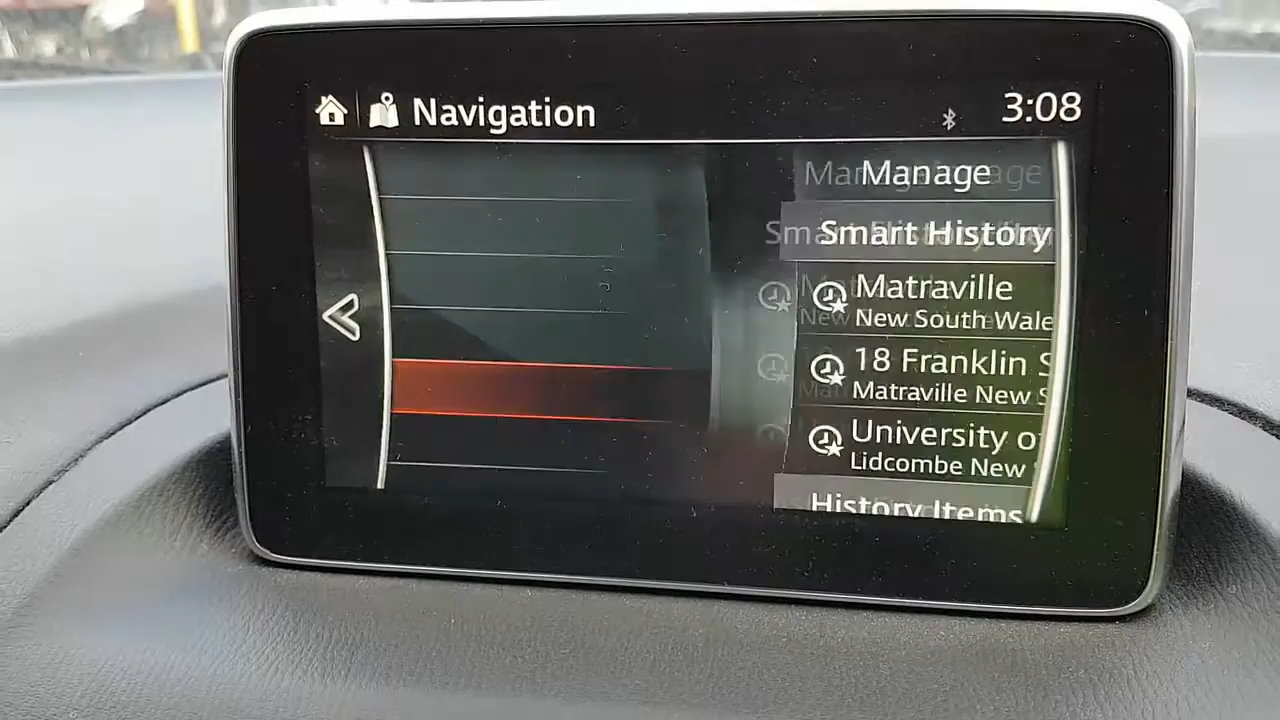 Navigation
3:08
Manage
Smart History
Matraville
New South Wale
18 Franklin S
Matraville New S
University of
Lidcombe New
History Items